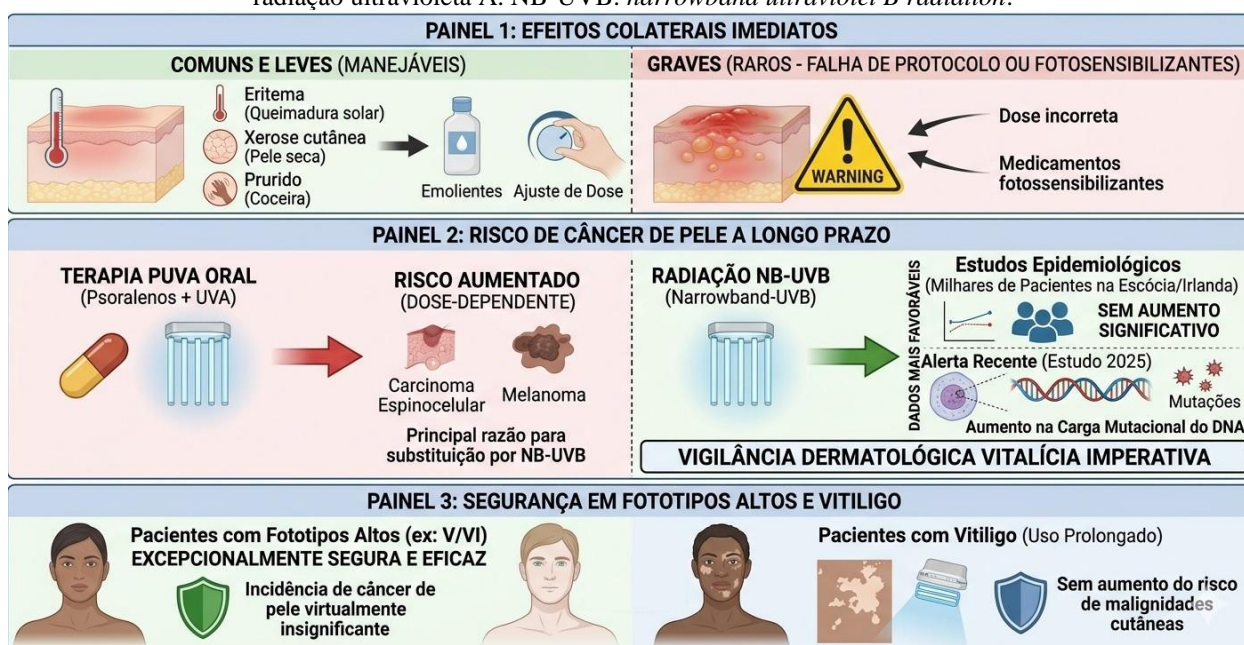 radiação ultravioleta A. NB-UVB: narrowband ultraviolet B radiation.
PAINEL 1: EFEITOS COLATERAIS IMEDIATOS
COMUNS E LEVES (MANEJÁVEIS)
Eritema
(Queimadura solar)
Xerose cutânea
(Pele seca)
Prurido
(Coceira)
Emolientes
Ajuste de Dose
GRAVES (RAROS - FALHA DE PROTOCOLO OU FOTOSENSIBILIZANTES)
WARNING
Dose incorreta
Medicamentos
fotossensibilizantes
PAINEL 2: RISCO DE CÂNCER DE PELE A LONGO PRAZO
TERAPIA PUVA ORAL
(Psoralenos + UVA)
RISCO AUMENTADO
(DOSE-DEPENDENTE)
Carcinoma
Espinocelular
Melanoma
Principal razão para
substituição por NB-UVB
RADIAÇÃO NB-UVB
(Narrowband-UVB)
DADOS MAIS FAVORÁVEIS
Estudos Epidemiológicos
(Milhares de Pacientes na Escócia/Irlanda)
SEM AUMENTO
SIGNIFICATIVO
Alerta Recente (Estudo 2025)
Mutações
Aumento na Carga Mutacional do DNA
VIGILÂNCIA DERMATOLÓGICA VITALÍCIA IMPERATIVA
PAINEL 3: SEGURANÇA EM FOTOTIPOS ALTOS E VITILIGO
Pacientes com Fototipos Altos (ex: V/VI)
EXCEPCIONALMENTE SEGURA E EFICAZ
Incidência de câncer de
pele virtualmente
insignificante
Pacientes com Vitiligo (Uso Prolongado)
Sem aumento do risco
de malignidades
cutâneas